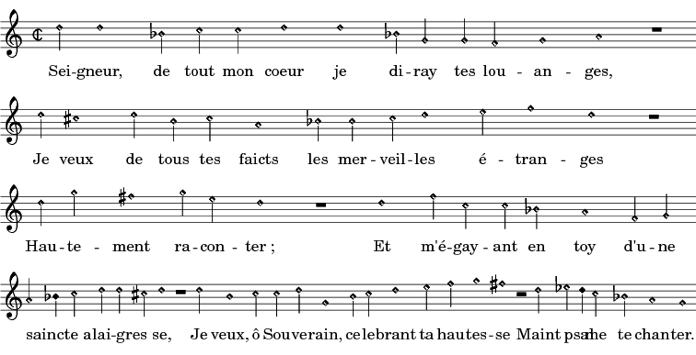 Sei - gneur, de tout mon coeur je di - ray tes lou - an - ges,
Je veux de tous tes faicts les mer - veil - les é - tran - ges
Hau - te - ment ra - con - ter ; Et m'é - gay - ant en toy d'u - ne
saincte alai - gres se, Je veux, ô Souverain, celebrant ta hautes - se Maint psalme te chanter.